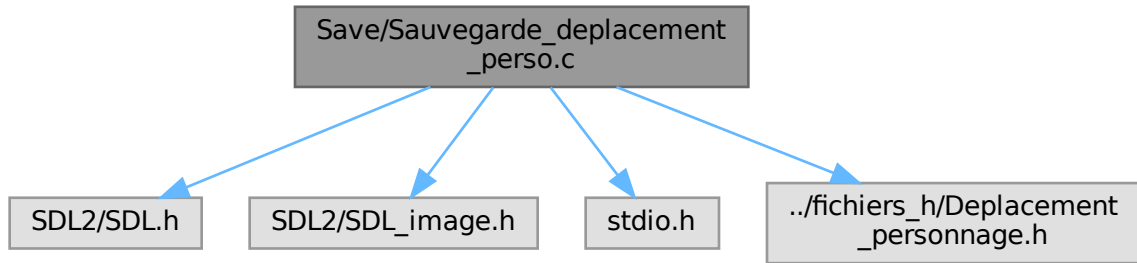 Save/Sauvegarde_deplacement
_perso.c
SDL2/SDL.h
SDL2/SDL_image.h
stdio.h
../fichiers_h/Deplacement
_personnage.h